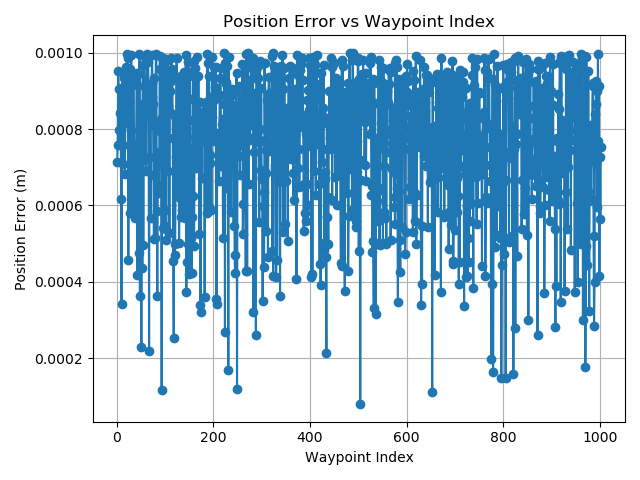 Position Error vs Waypoint Index
0.0010
0.0008
0.0006
0.0004
0.0002
Position Error (m)
0 200 400 600 800 1000
Waypoint Index